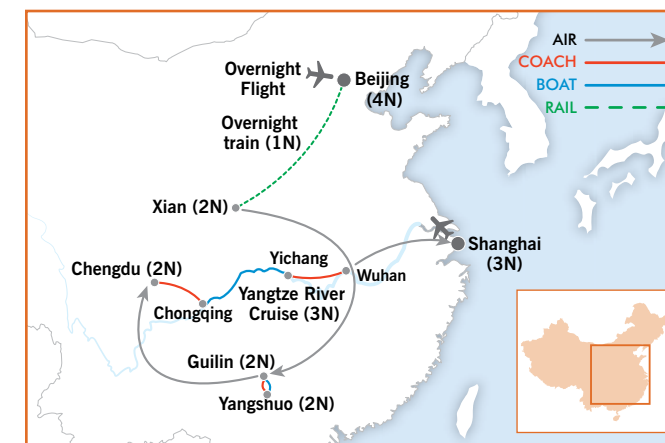 Overnight
Flight
Beijing
(4N)
Overnight
train (1N)
Xian (2N)
Shanghai
(3N)
Yichang
Wuhan
Chengdu (2N)
Chongqing
Yangtze River
Cruise (3N)
Guilin (2N)
Yangshuo (2N)
AIR
COACH
BOAT
RAIL